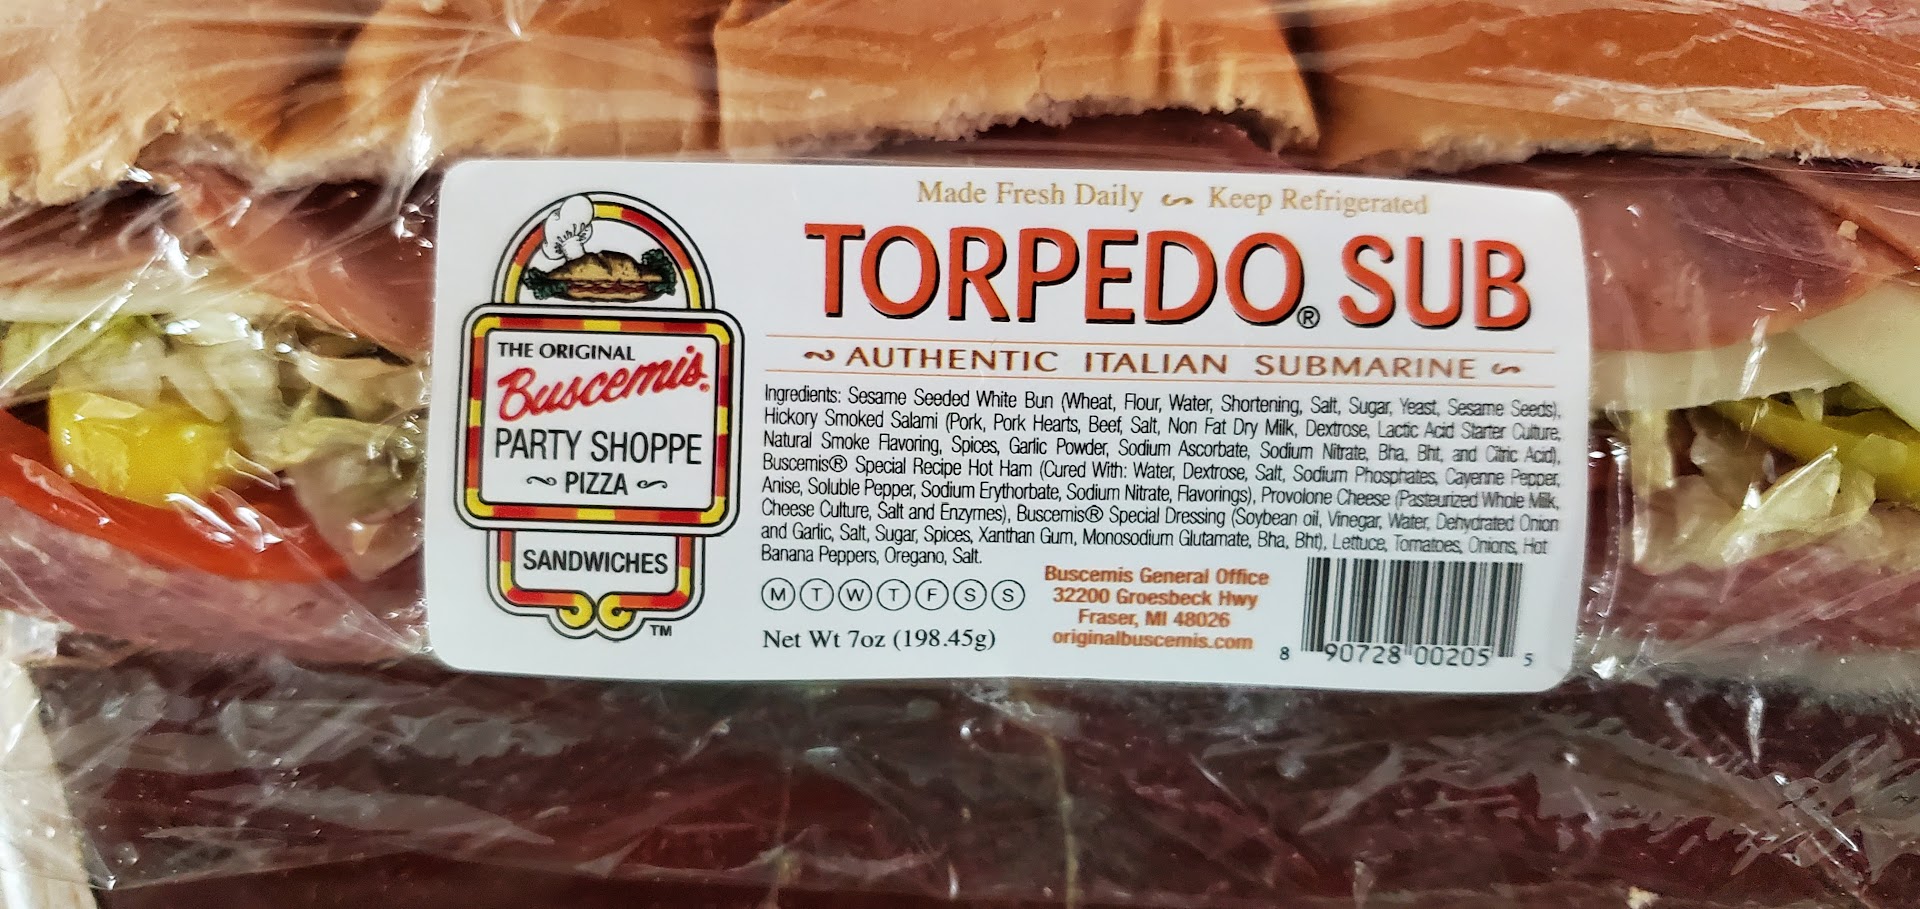 Made Fresh Daily ~ Keep Refrigerated
TORPEDO® SUB
~ AUTHENTIC ITALIAN SUBMARINE ~
THE ORIGINAL
Buscemis®
PARTY SHOPPE
~ PIZZA ~
SANDWICHES
TM
Ingredients: Sesame Seeded White Bun (Wheat, Flour, Water, Shortening, Salt, Sugar, Yeast, Sesame Seeds),
Hickory Smoked Salami (Pork, Pork Hearts, Beef, Salt, Non Fat Dry Milk, Dextrose, Lactic Acid Starter Culture,
Natural Smoke Flavoring, Spices, Garlic Powder, Sodium Ascorbate, Sodium Nitrate, Bha, Bht, and Citric Acid),
Buscemis® Special Recipe Hot Ham (Cured With: Water, Dextrose, Salt, Sodium Phosphates, Cayenne Pepper,
Anise, Soluble Pepper, Sodium Erythorbate, Sodium Nitrate, Flavorings), Provolone Cheese (Pasteurized Whole Milk,
Cheese Culture, Salt and Enzymes), Buscemis® Special Dressing (Soybean oil, Vinegar, Water, Dehydrated Onion
and Garlic, Salt, Sugar, Spices, Xanthan Gum, Monosodium Glutamate, Bha, Bht), Lettuce, Tomatoes, Onions, Hot
Banana Peppers, Oregano, Salt.
M T W T F S S
Net Wt 7oz (198.45g)
Buscemis General Office
32200 Groesbeck Hwy
Fraser, MI 48026
originalbuscemis.com
8 90728 00205 5